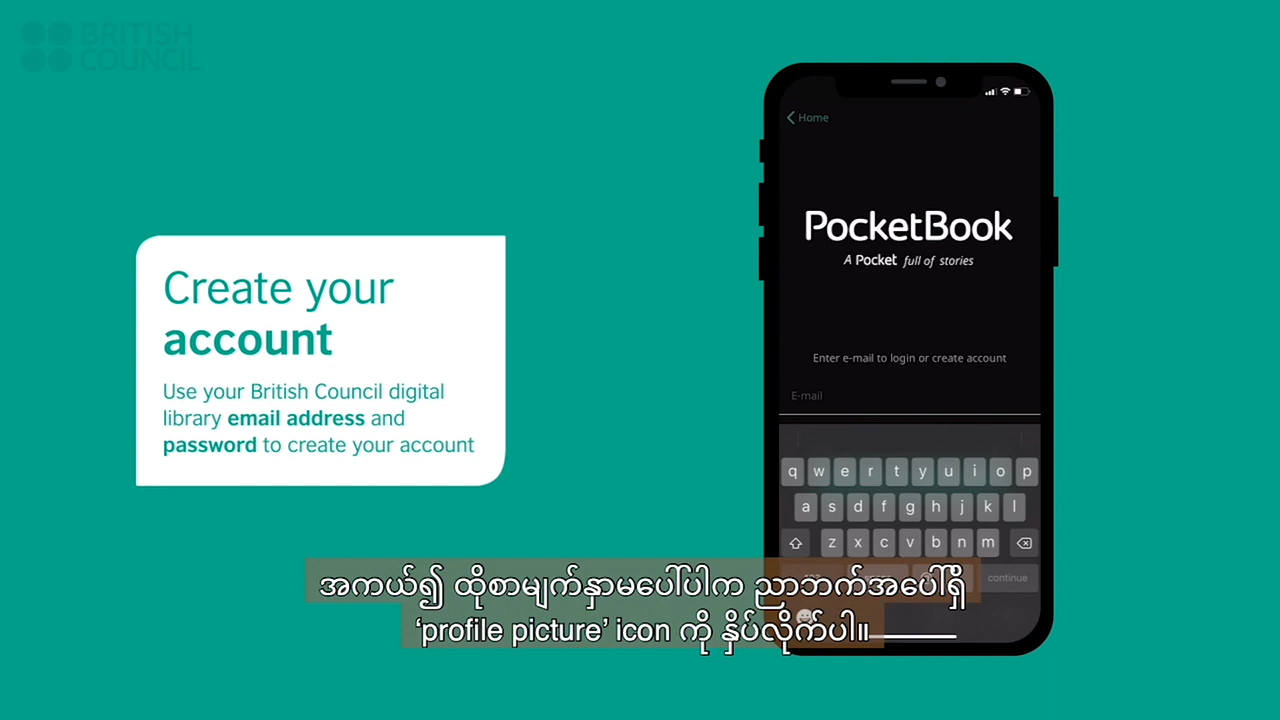 BRITISH
COUNCIL
Home
PocketBook
A Pocket full of stories
Create your
account
Use your British Council digital
library email address and
password to create your account
Enter e-mail to login or create account
E-mail
q w e r t y u i o p
a s d f g h j k l
z x c v b n m
continue
အကယ်၍ ထိုစာမျက်နှာမပေါ်ပါက ညာဘက်အပေါ်ရှိ
‘profile picture’ icon ကို နှိပ်လိုက်ပါ။